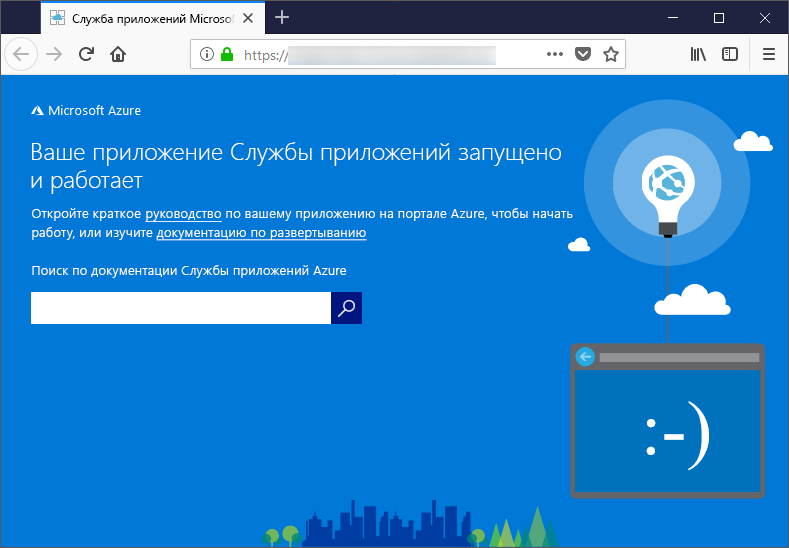 Служба приложений Microsof
https://
Microsoft Azure
Ваше приложение Службы приложений запущено
и работает
Откройте краткое руководство по вашему приложению на портале Azure, чтобы начать
работу, или изучите документацию по развертыванию
Поиск по документации Службы приложений Azure
:-)